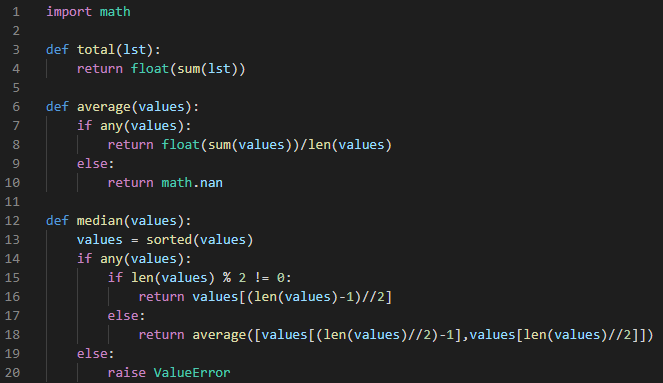 1 import math
2
3 def total(lst):
4     return float(sum(lst))
5
6 def average(values):
7     if any(values):
8         return float(sum(values))/len(values)
9     else:
10         return math.nan
11
12 def median(values):
13     values = sorted(values)
14     if any(values):
15         if len(values) % 2 != 0:
16             return values[(len(values)-1)//2]
17         else:
18             return average([values[(len(values)//2)-1],values[len(values)//2]])
19     else:
20         raise ValueError